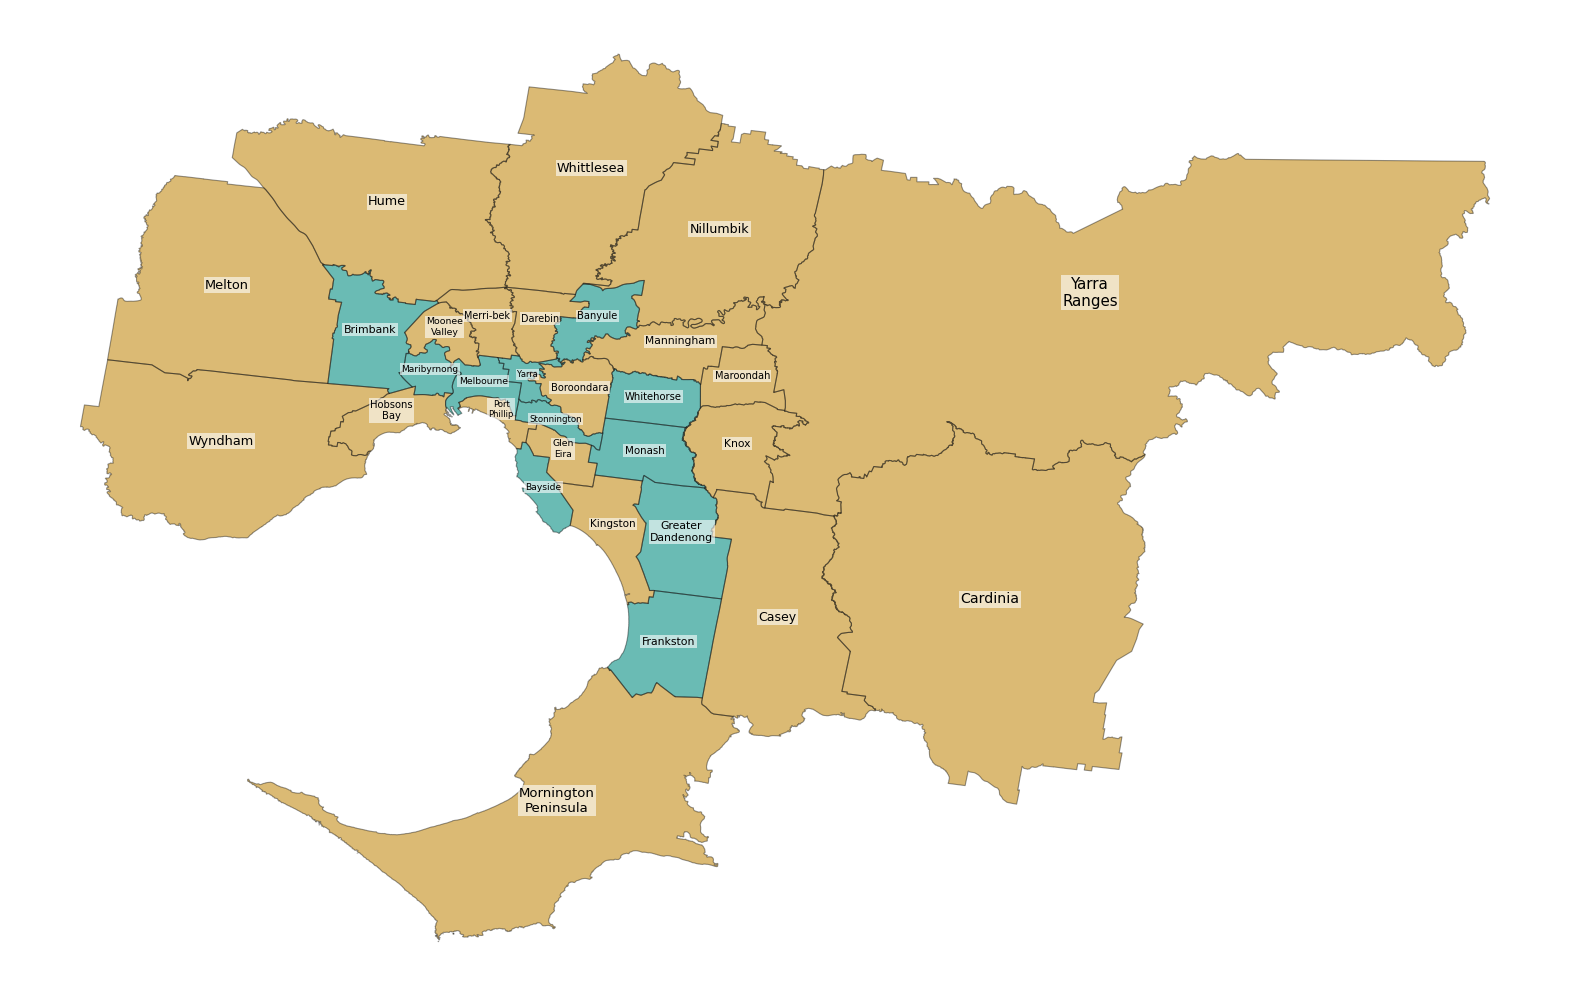 Whittlesea
Hume
Nillumbik
Melton
Yarra
Ranges
Brimbank
Moonee
Valley
Merri-bek
Darebin
Banyule
Manningham
Maribyrnong
Melbourne
Yarra
Boroondara
Maroondah
Whitehorse
Hobsons
Bay
Port
Phillip
Stonnington
Wyndham
Glen
Eira
Monash
Knox
Bayside
Kingston
Greater
Dandenong
Cardinia
Casey
Frankston
Mornington
Peninsula